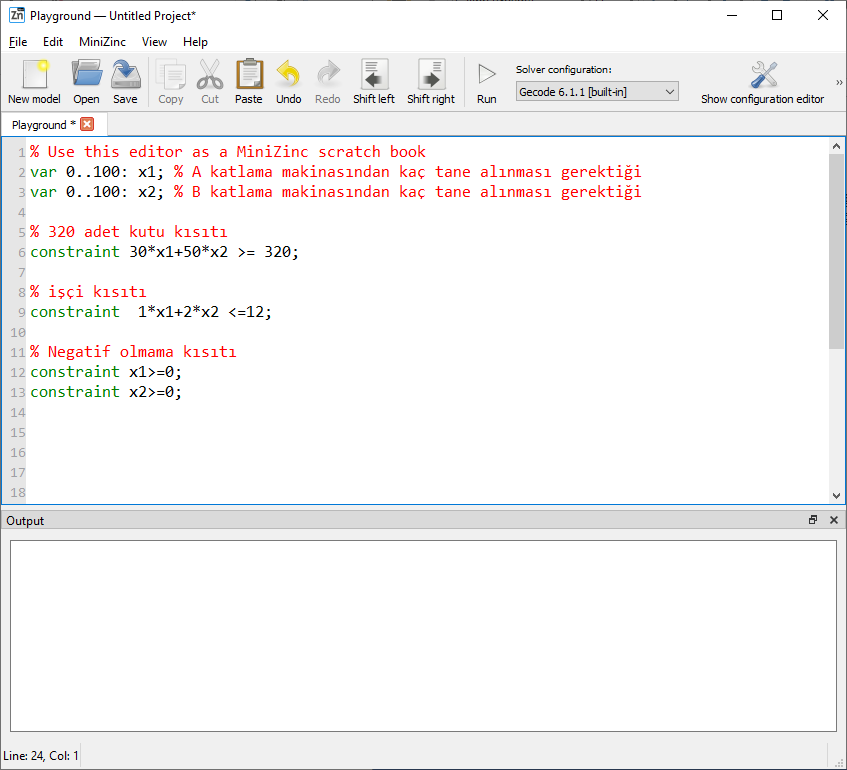 Zn Playground — Untitled Project*
File Edit MiniZinc View Help
New model Open Save Copy Cut Paste Undo Redo Shift left Shift right Run Solver configuration: Gecode 6.1.1 [built-in] Show configuration editor »
Playground *
1 % Use this editor as a MiniZinc scratch book
2 var 0..100: x1; % A katlama makinasından kaç tane alınması gerektiği
3 var 0..100: x2; % B katlama makinasından kaç tane alınması gerektiği
4
5 % 320 adet kutu kısıtı
6 constraint 30*x1+50*x2 >= 320;
7
8 % işçi kısıtı
9 constraint  1*x1+2*x2 <=12;
10
11 % Negatif olmama kısıtı
12 constraint x1>=0;
13 constraint x2>=0;
14
15
16
17
18
Output
Line: 24, Col: 1